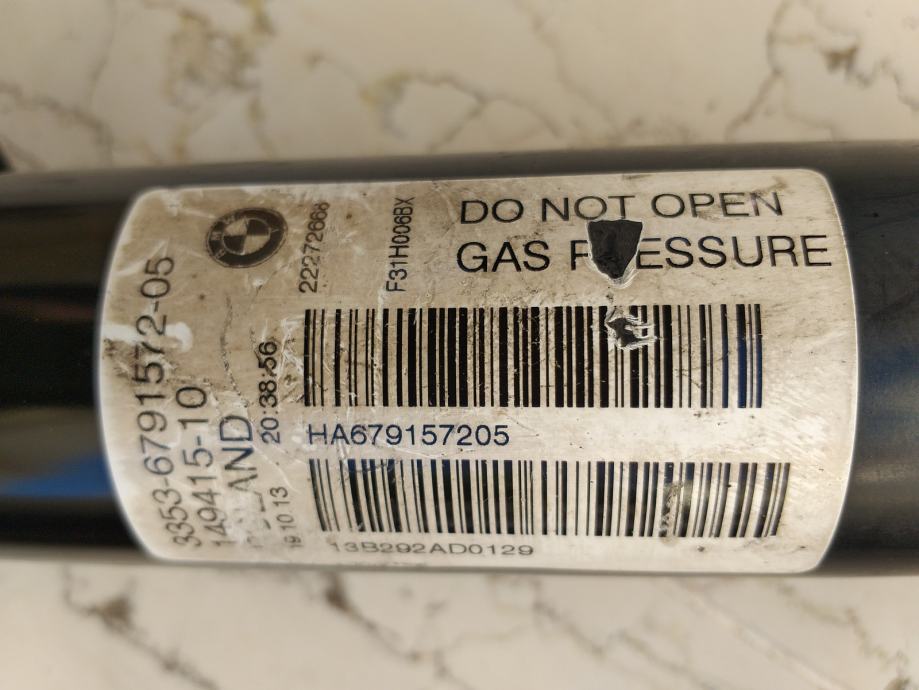 DO NOT OPEN
GAS PRESSURE
22272668
F31H006BX
HA679157205
13B292AD0129
3353-6791572-05
149415-10
20:38:56
19.10.13